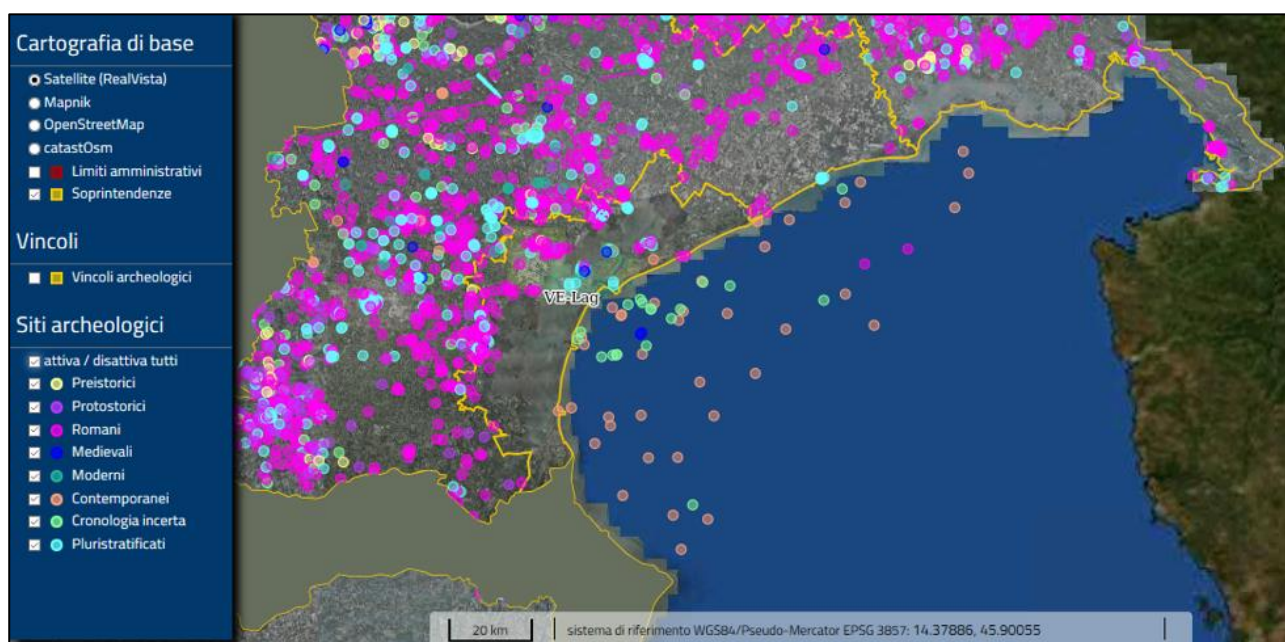 Cartografia di base
Satellite (RealVista)
Mapnik
OpenStreetMap
catastOsm
Limiti amministrativi
Soprintendenze
Vincoli
Vincoli archeologici
Siti archeologici
attiva / disattiva tutti
Preistorici
Protostorici
Romani
Medievali
Moderni
Contemporanei
Cronologia incerta
Pluristratificati
VE-Lag
20 km
sistema di riferimento WGS84/Pseudo-Mercator EPSG 3857: 14.37886, 45.90055